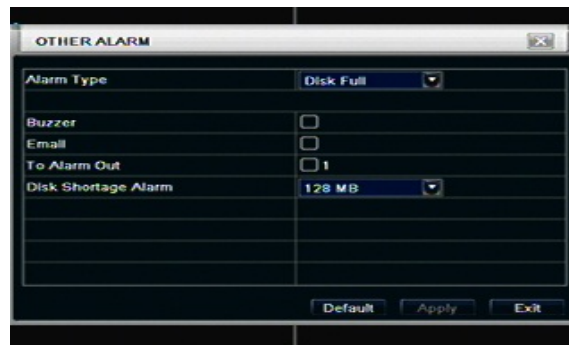 OTHER ALARM
Alarm Type Disk Full
Buzzer
Email
To Alarm Out 1
Disk Shortage Alarm 128 MB
Default Apply Exit